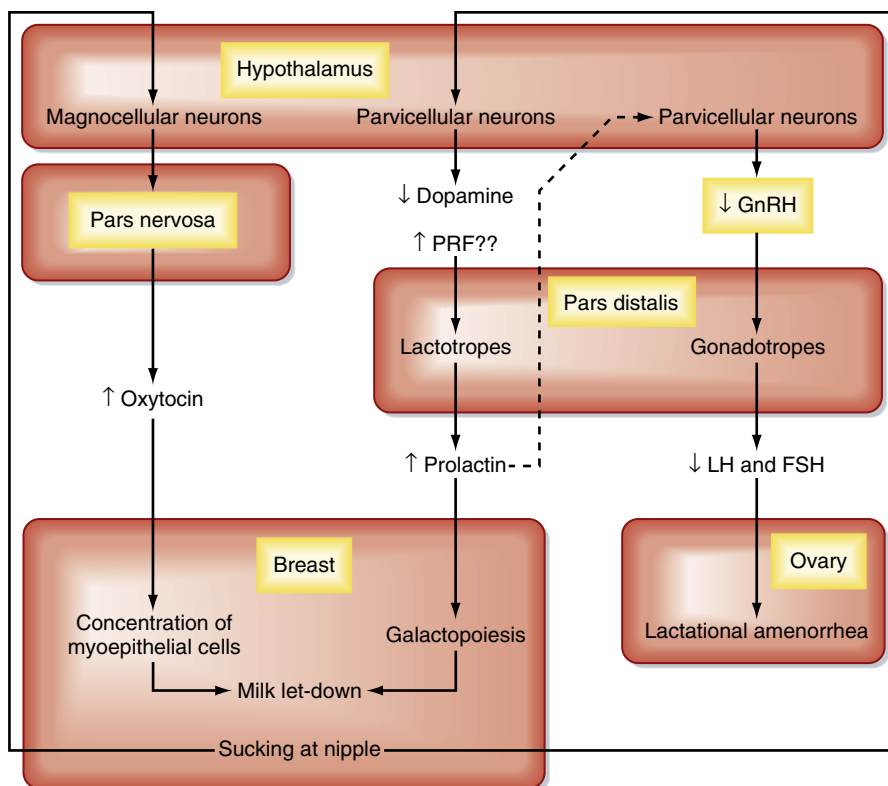 Hypothalamus
Magnocellular neurons
Parvicellular neurons
Parvicellular neurons
Pars nervosa
↓ Dopamine
↓ GnRH
↑ PRF??
Pars distalis
Lactotropes
Gonadotropes
↑ Oxytocin
↑ Prolactin
↓ LH and FSH
Breast
Ovary
Concentration of
myoepithelial cells
Galactopoiesis
Lactational amenorrhea
Milk let-down
Sucking at nipple